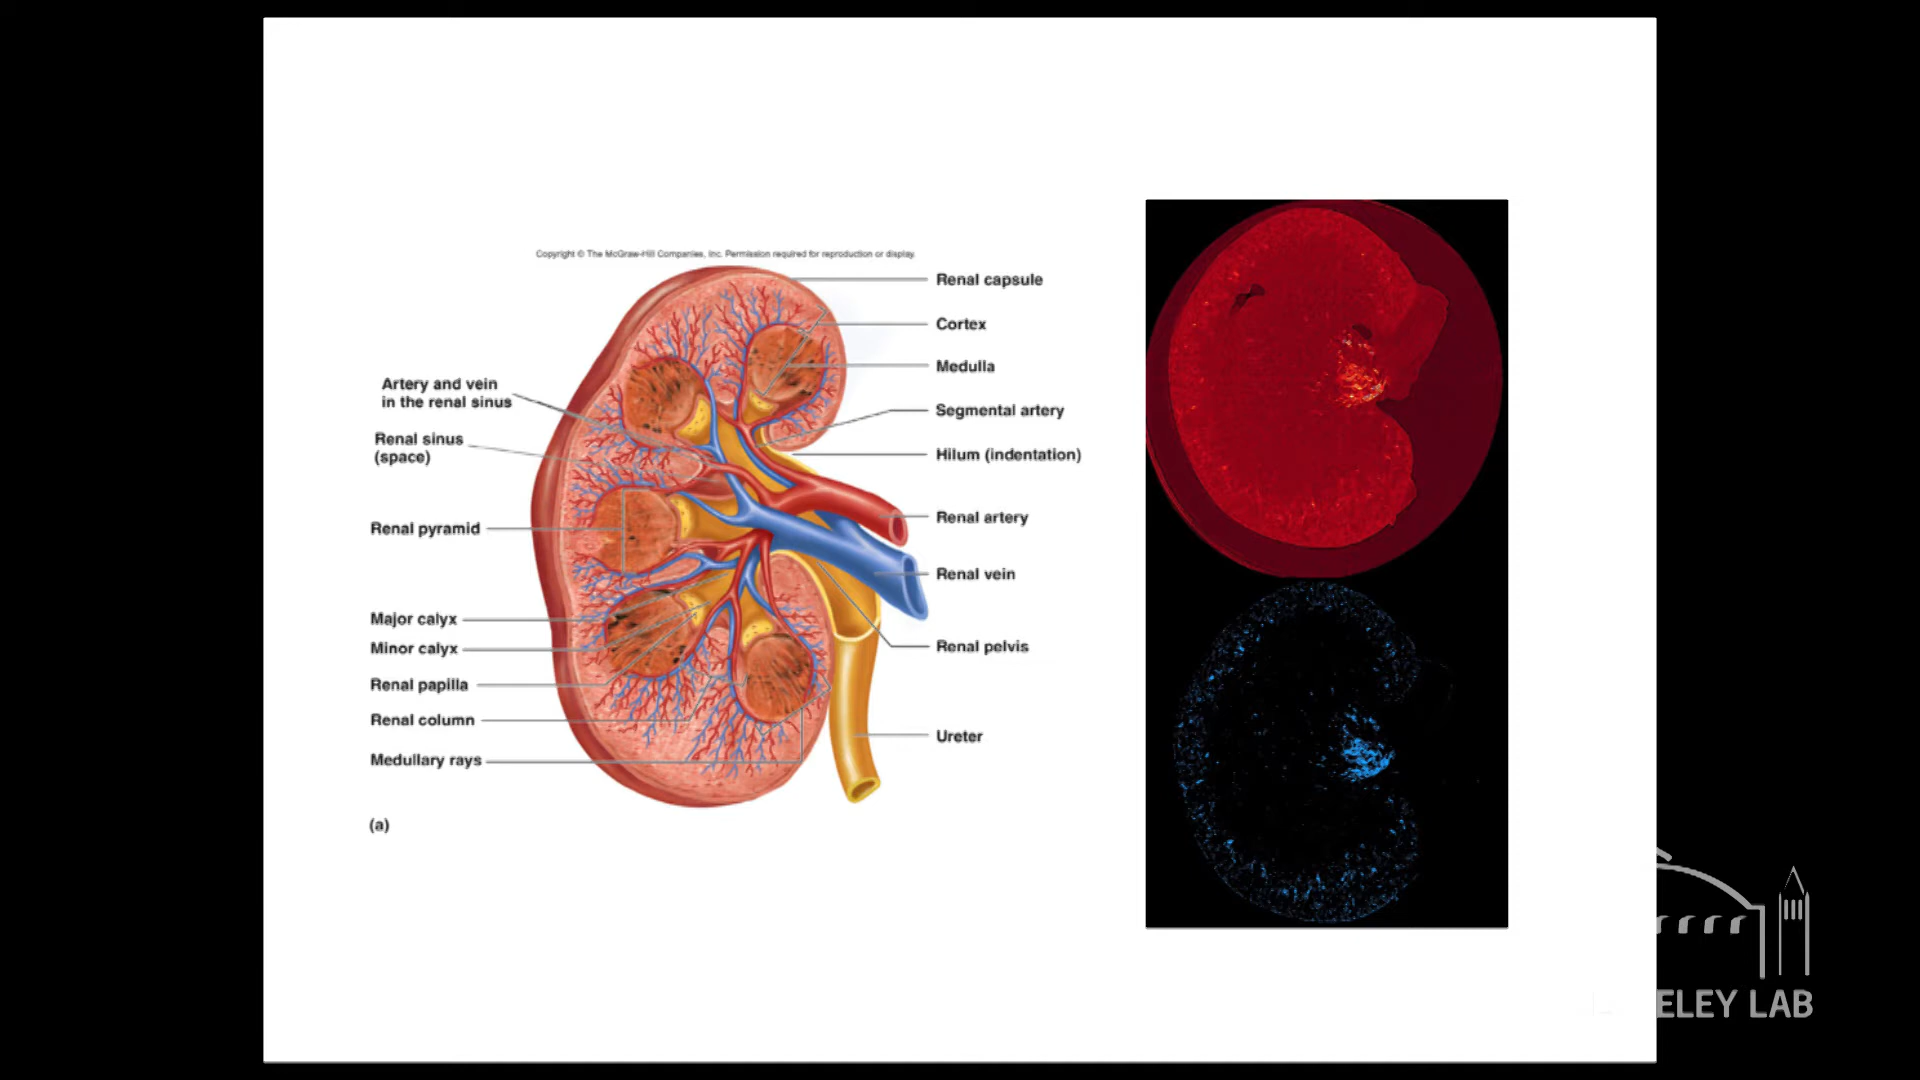 Copyright © The McGraw-Hill Companies, Inc. Permission required for reproduction or display.
Renal capsule
Cortex
Medulla
Segmental artery
Hilum (indentation)
Renal artery
Renal vein
Renal pelvis
Ureter
Artery and vein
in the renal sinus
Renal sinus
(space)
Renal pyramid
Major calyx
Minor calyx
Renal papilla
Renal column
Medullary rays
(a)
ELEY LAB